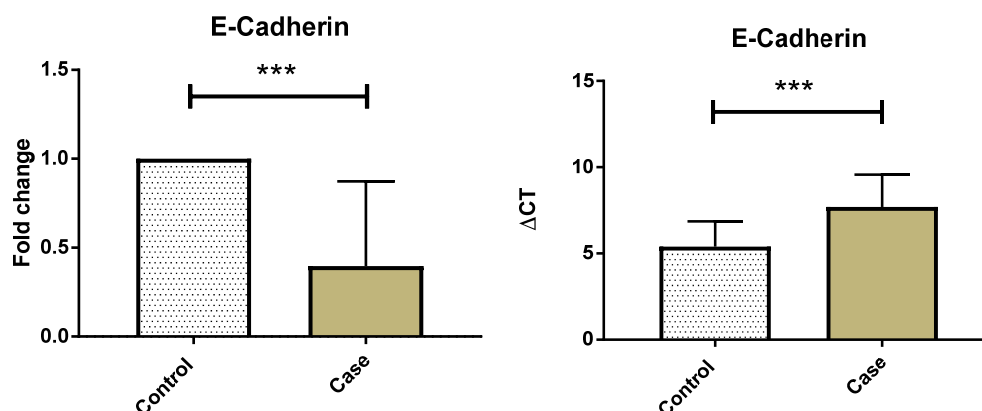 E-Cadherin
***
Fold change
1.5
1.0
0.5
0.0
Control
Case
E-Cadherin
***
ΔCT
15
10
5
0
Control
Case